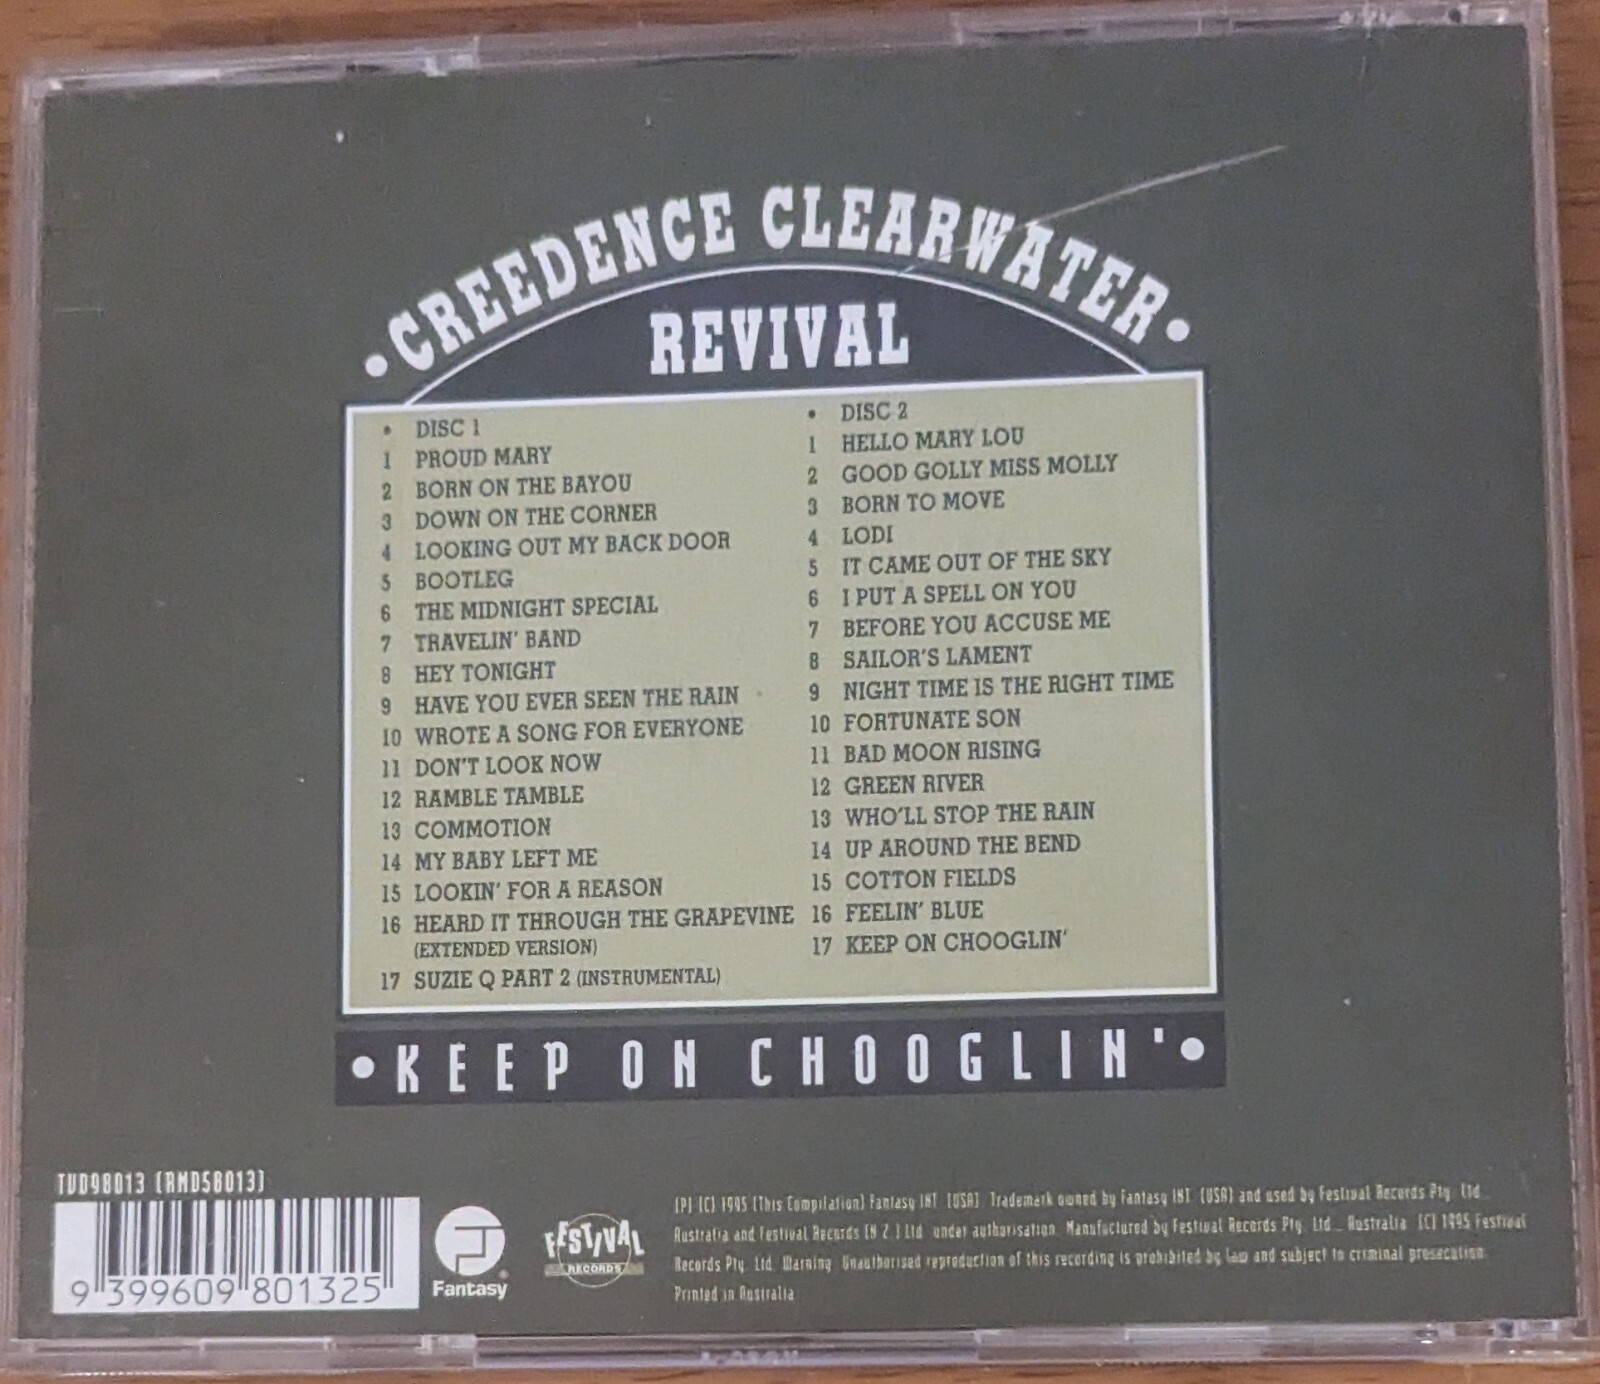 • CREEDENCE CLEARWATER •
REVIVAL
• DISC 1
1 PROUD MARY
2 BORN ON THE BAYOU
3 DOWN ON THE CORNER
4 LOOKING OUT MY BACK DOOR
5 BOOTLEG
6 THE MIDNIGHT SPECIAL
7 TRAVELIN' BAND
8 HEY TONIGHT
9 HAVE YOU EVER SEEN THE RAIN
10 WROTE A SONG FOR EVERYONE
11 DON'T LOOK NOW
12 RAMBLE TAMBLE
13 COMMOTION
14 MY BABY LEFT ME
15 LOOKIN' FOR A REASON
16 HEARD IT THROUGH THE GRAPEVINE
(EXTENDED VERSION)
17 SUZIE Q PART 2 (INSTRUMENTAL)
• DISC 2
1 HELLO MARY LOU
2 GOOD GOLLY MISS MOLLY
3 BORN TO MOVE
4 LODI
5 IT CAME OUT OF THE SKY
6 I PUT A SPELL ON YOU
7 BEFORE YOU ACCUSE ME
8 SAILOR'S LAMENT
9 NIGHT TIME IS THE RIGHT TIME
10 FORTUNATE SON
11 BAD MOON RISING
12 GREEN RIVER
13 WHO'LL STOP THE RAIN
14 UP AROUND THE BEND
15 COTTON FIELDS
16 FEELIN' BLUE
17 KEEP ON CHOOGLIN'
• KEEP ON CHOOGLIN' •
TVD98013 (RMD58013)
9 399609 801325
Fantasy®
FESTIVAL
RECORDS
(P) (C) 1995 (This Compilation) Fantasy INT. (USA). Trademark owned by Fantasy INT. (USA) and used by Festival Records Pty. Ltd.,
Australia and Festival Records (N.Z.) Ltd. under authorisation. Manufactured by Festival Records Pty. Ltd., Australia. (C) 1995 Festival
Records Pty. Ltd. Warning. Unauthorised reproduction of this recording is prohibited by law and subject to criminal prosecution.
Printed in Australia